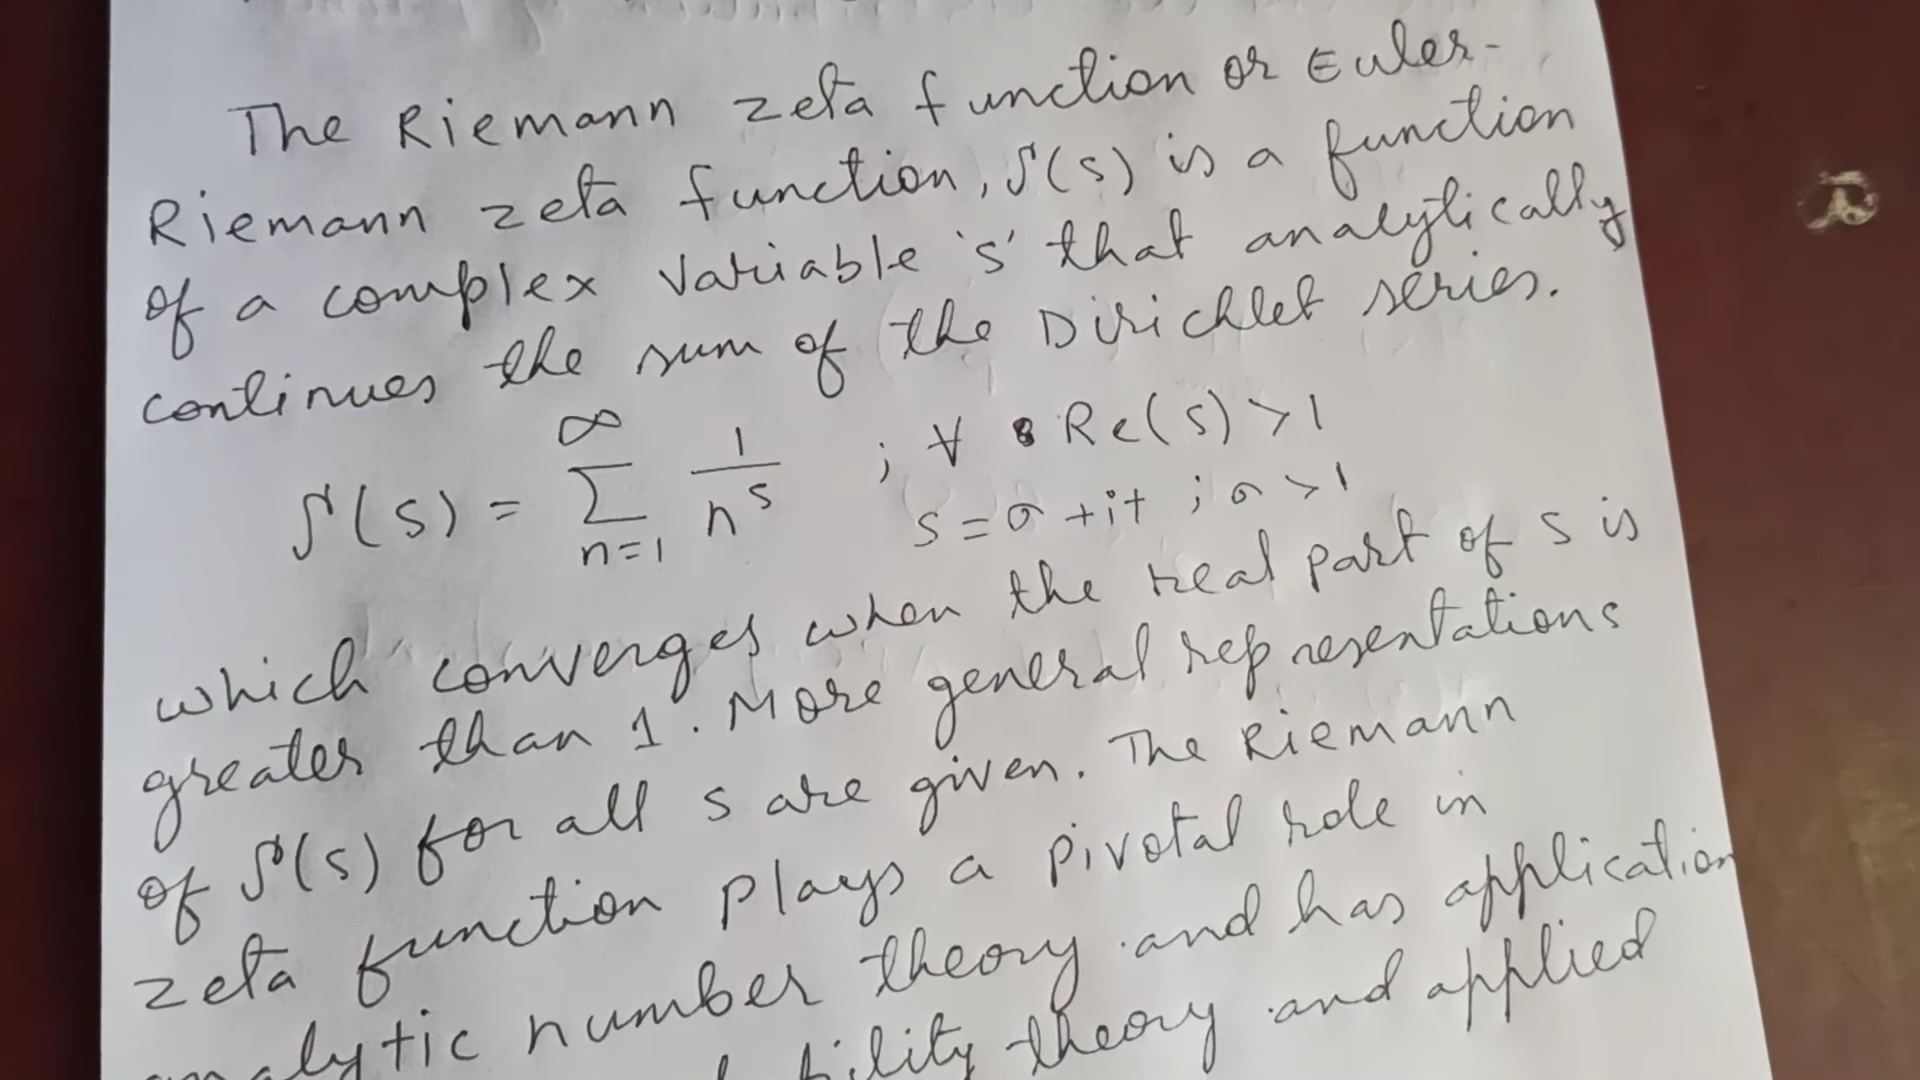 The Riemann zeta function or Euler-
Riemann zeta function, ζ(s) is a function
of a complex variable 's' that analytically
continues the sum of the Dirichlet series.
ζ(s) = ∞ ∑ n=1 1/n^s ; ∀ Re(s) > 1
s = σ + it ; σ > 1
which converges when the real part of s is
greater than 1. More general representations
of ζ(s) for all s are given. The Riemann
zeta function plays a pivotal role in
analytic number theory and has application
theory and applied